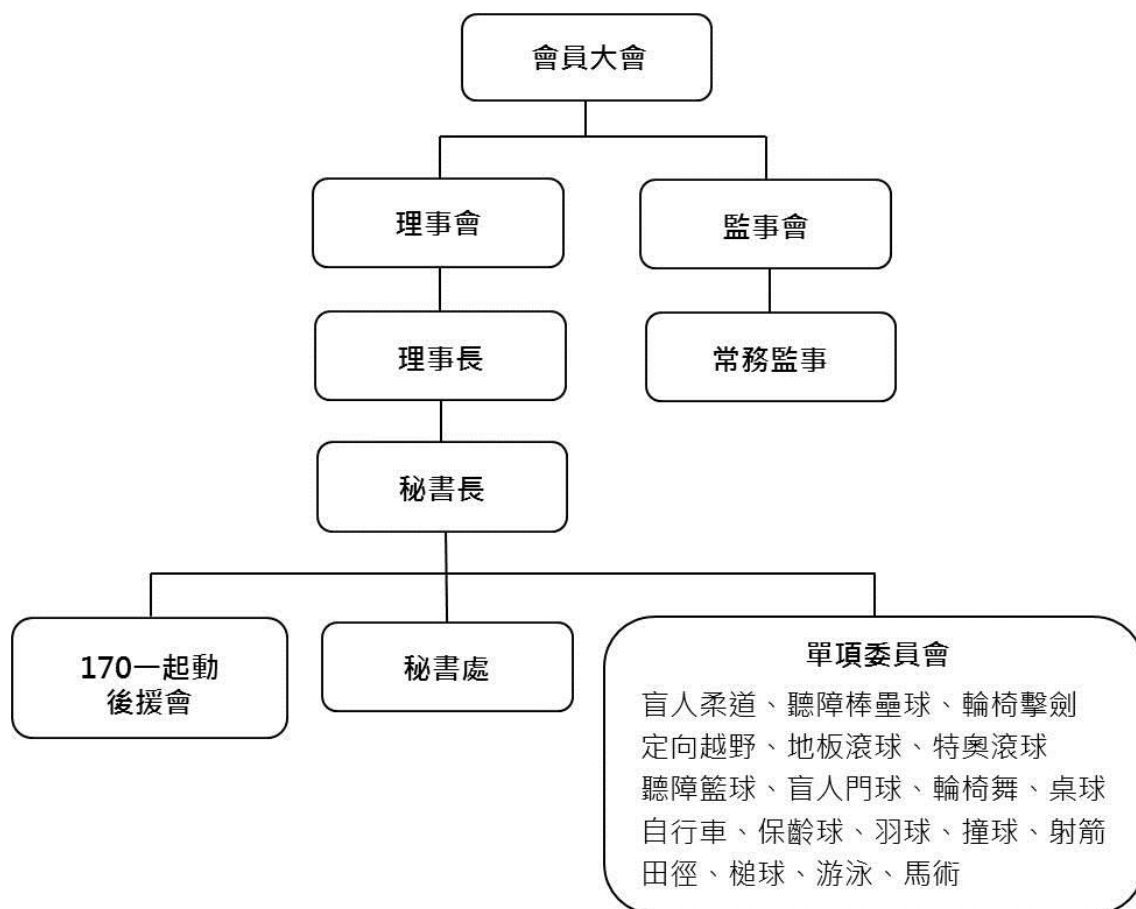 會員大會
理事會
監事會
理事長
常務監事
秘書長
170一起動
後援會
秘書處
單項委員會
盲人柔道、聽障棒壘球、輪椅擊劍
定向越野、地板滾球、特奧滾球
聽障籃球、盲人門球、輪椅舞、桌球
自行車、保齡球、羽球、撞球、射箭
田徑、槌球、游泳、馬術